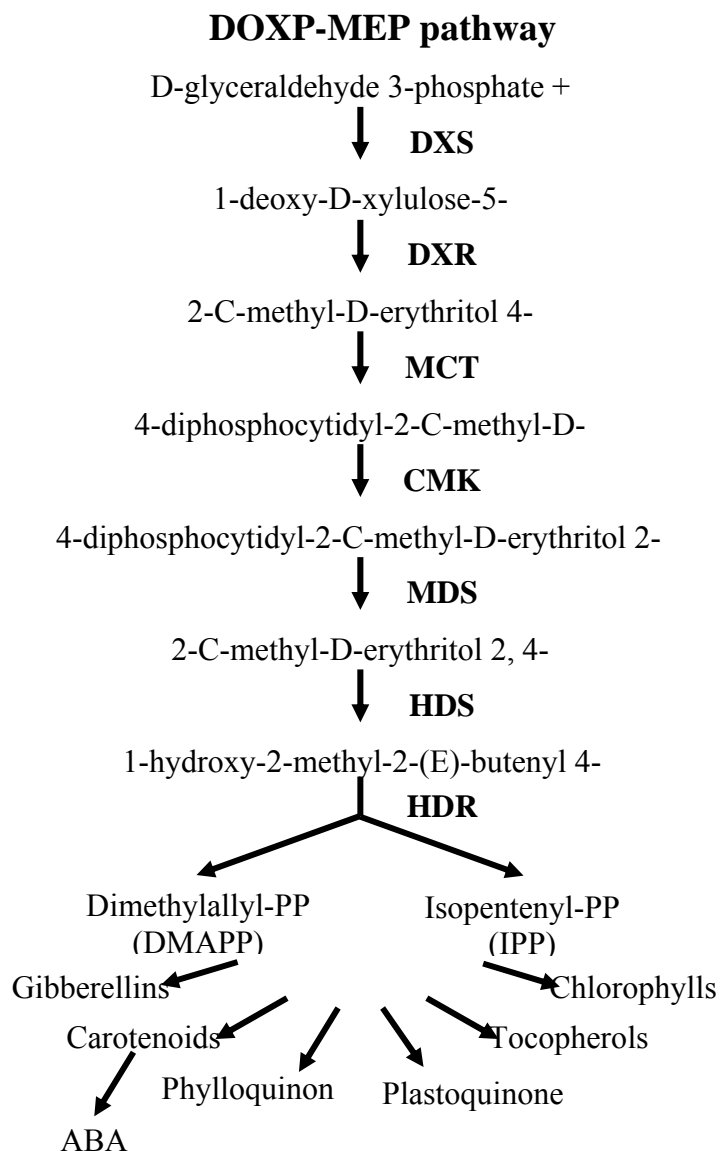 DOXP-MEP pathway
D-glyceraldehyde 3-phosphate +
DXS
1-deoxy-D-xylulose-5-
DXR
2-C-methyl-D-erythritol 4-
MCT
4-diphosphocytidyl-2-C-methyl-D-
CMK
4-diphosphocytidyl-2-C-methyl-D-erythritol 2-
MDS
2-C-methyl-D-erythritol 2, 4-
HDS
1-hydroxy-2-methyl-2-(E)-butenyl 4-
HDR
Dimethylallyl-PP
(DMAPP)
Isopentenyl-PP
(IPP)
Gibberellins
Chlorophylls
Carotenoids
Tocopherols
Phylloquinon
Plastoquinone
ABA